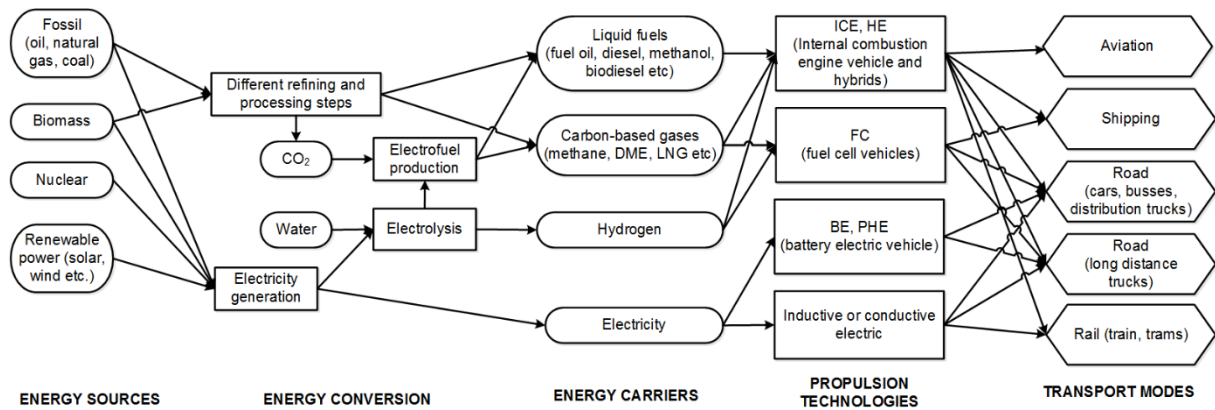 Fossil
(oil, natural
gas, coal)
Biomass
Nuclear
Renewable
power (solar,
wind etc.)
ENERGY SOURCES
Different refining and
processing steps
CO₂
Electrofuel
production
Water
Electrolysis
Electricity
generation
ENERGY CONVERSION
Liquid fuels
(fuel oil, diesel, methanol,
biodiesel etc)
Carbon-based gases
(methane, DME, LNG etc)
Hydrogen
Electricity
ENERGY CARRIERS
ICE, HE
(Internal combustion
engine vehicle and
hybrids)
FC
(fuel cell vehicles)
BE, PHE
(battery electric vehicle)
Inductive or conductive
electric
PROPULSION
TECHNOLOGIES
Aviation
Shipping
Road
(cars, busses,
distribution trucks)
Road
(long distance
trucks)
Rail (train, trams)
TRANSPORT MODES